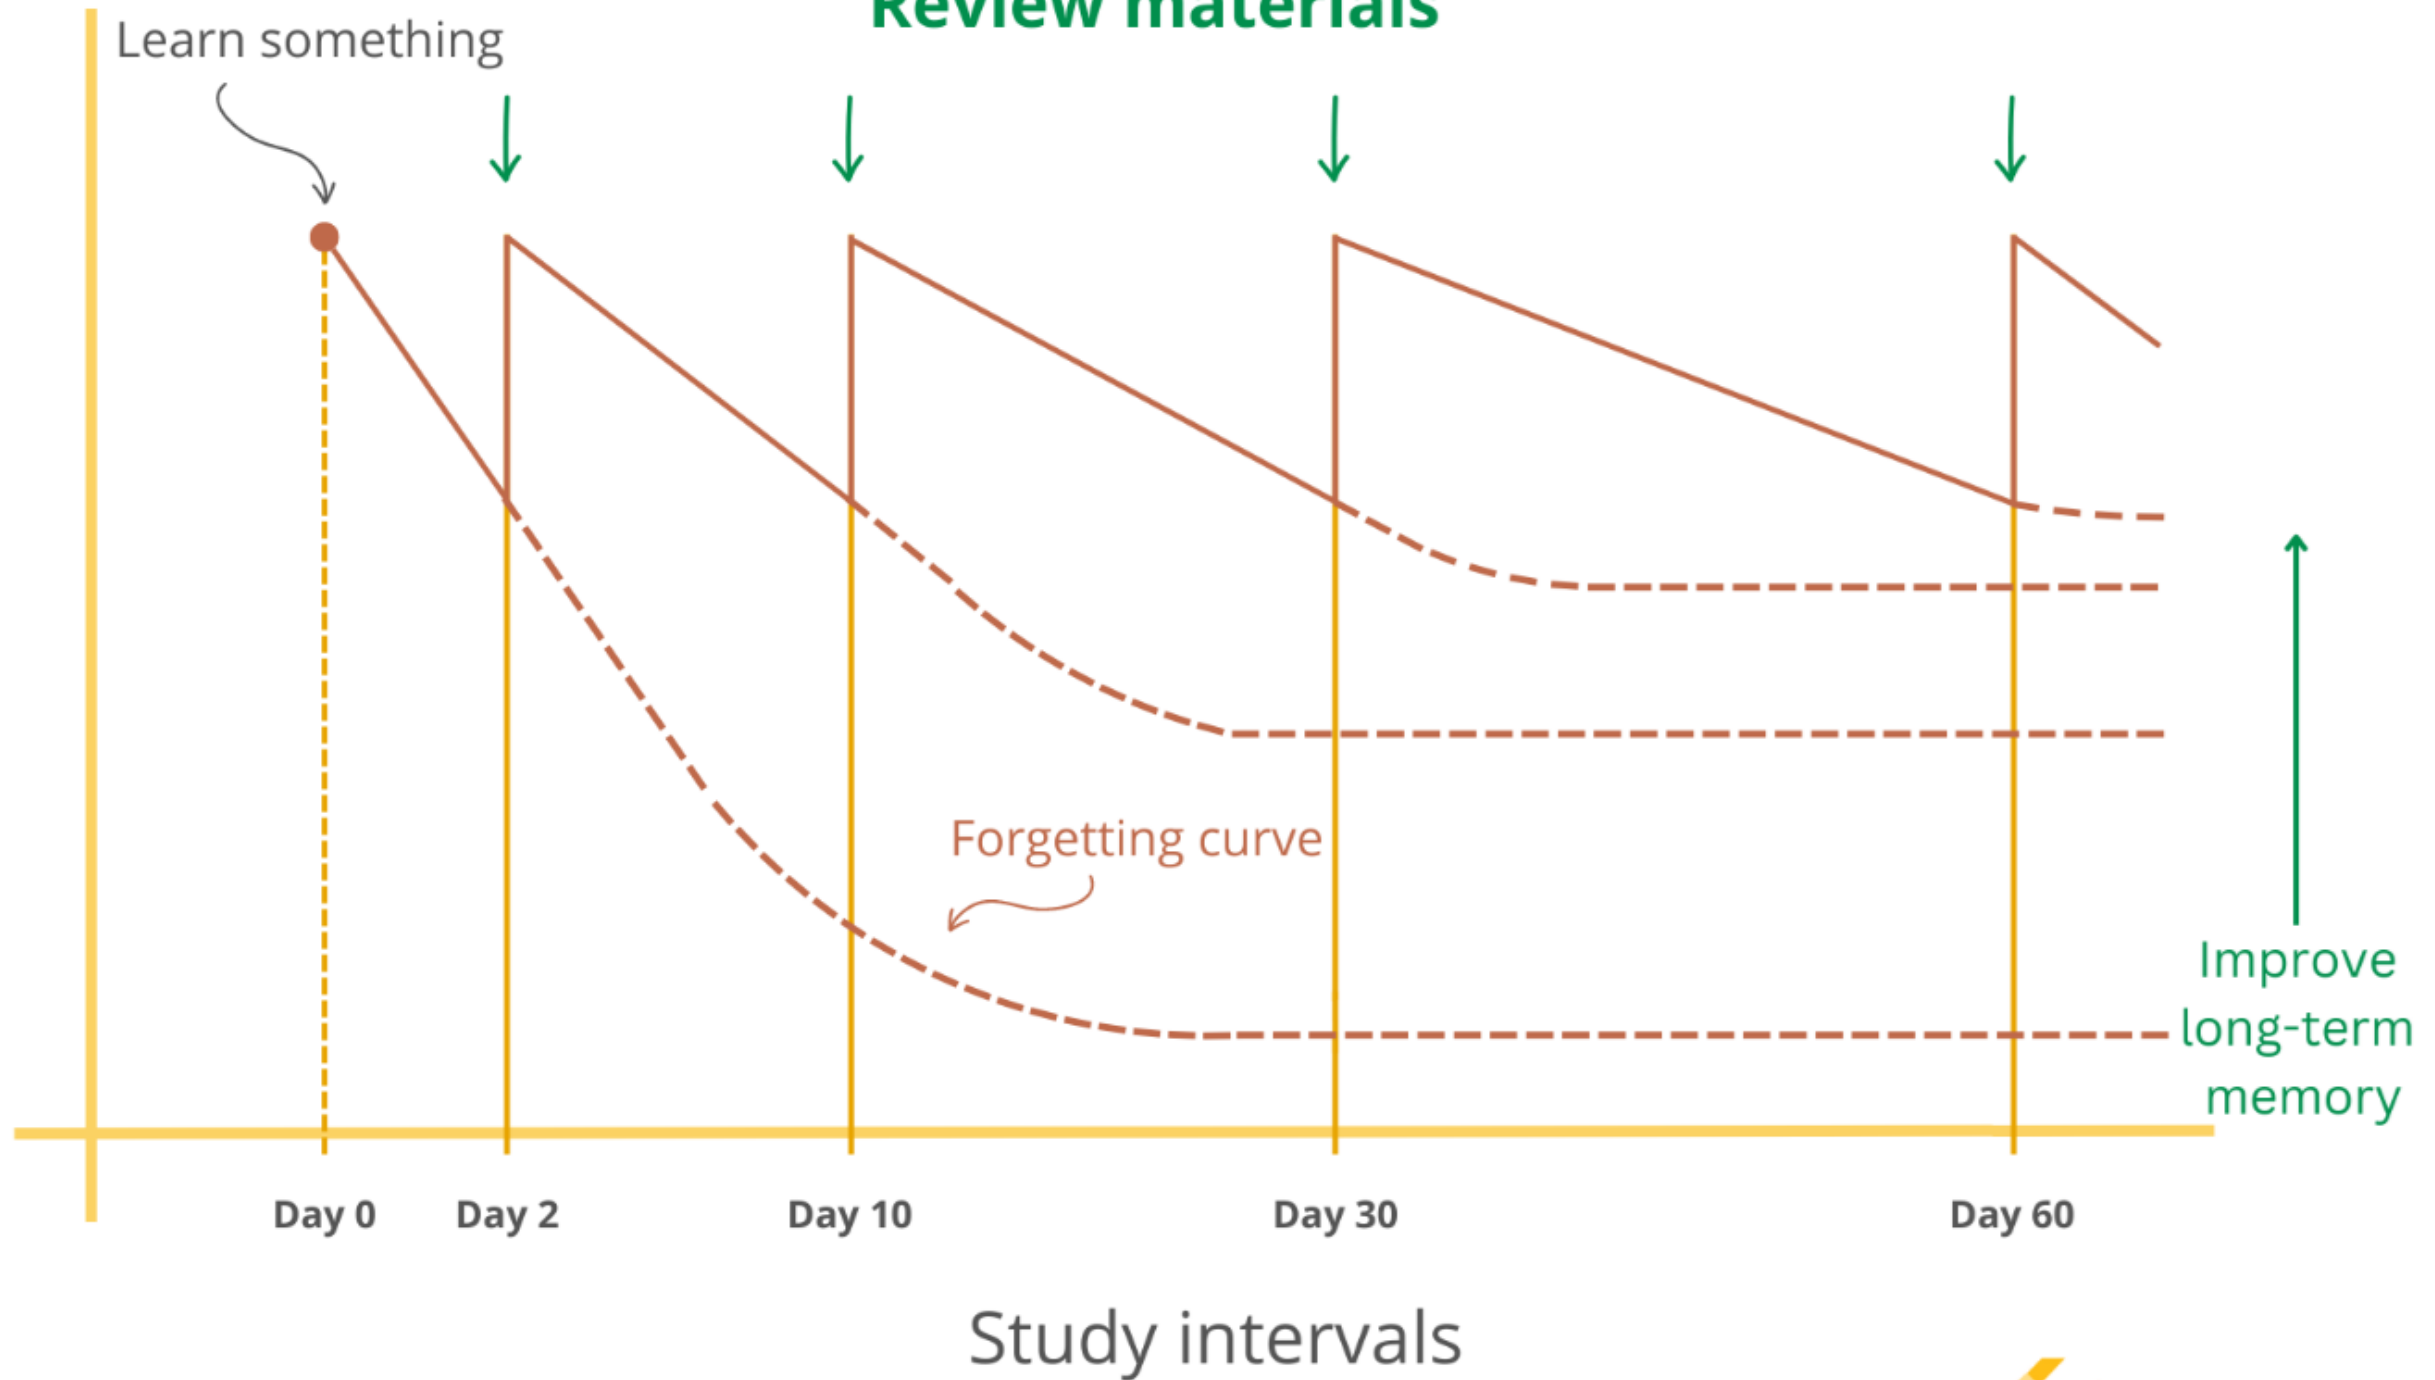 Review materials
Learn something
Forgetting curve
Improve
long-term
memory
Day 0
Day 2
Day 10
Day 30
Day 60
Study intervals